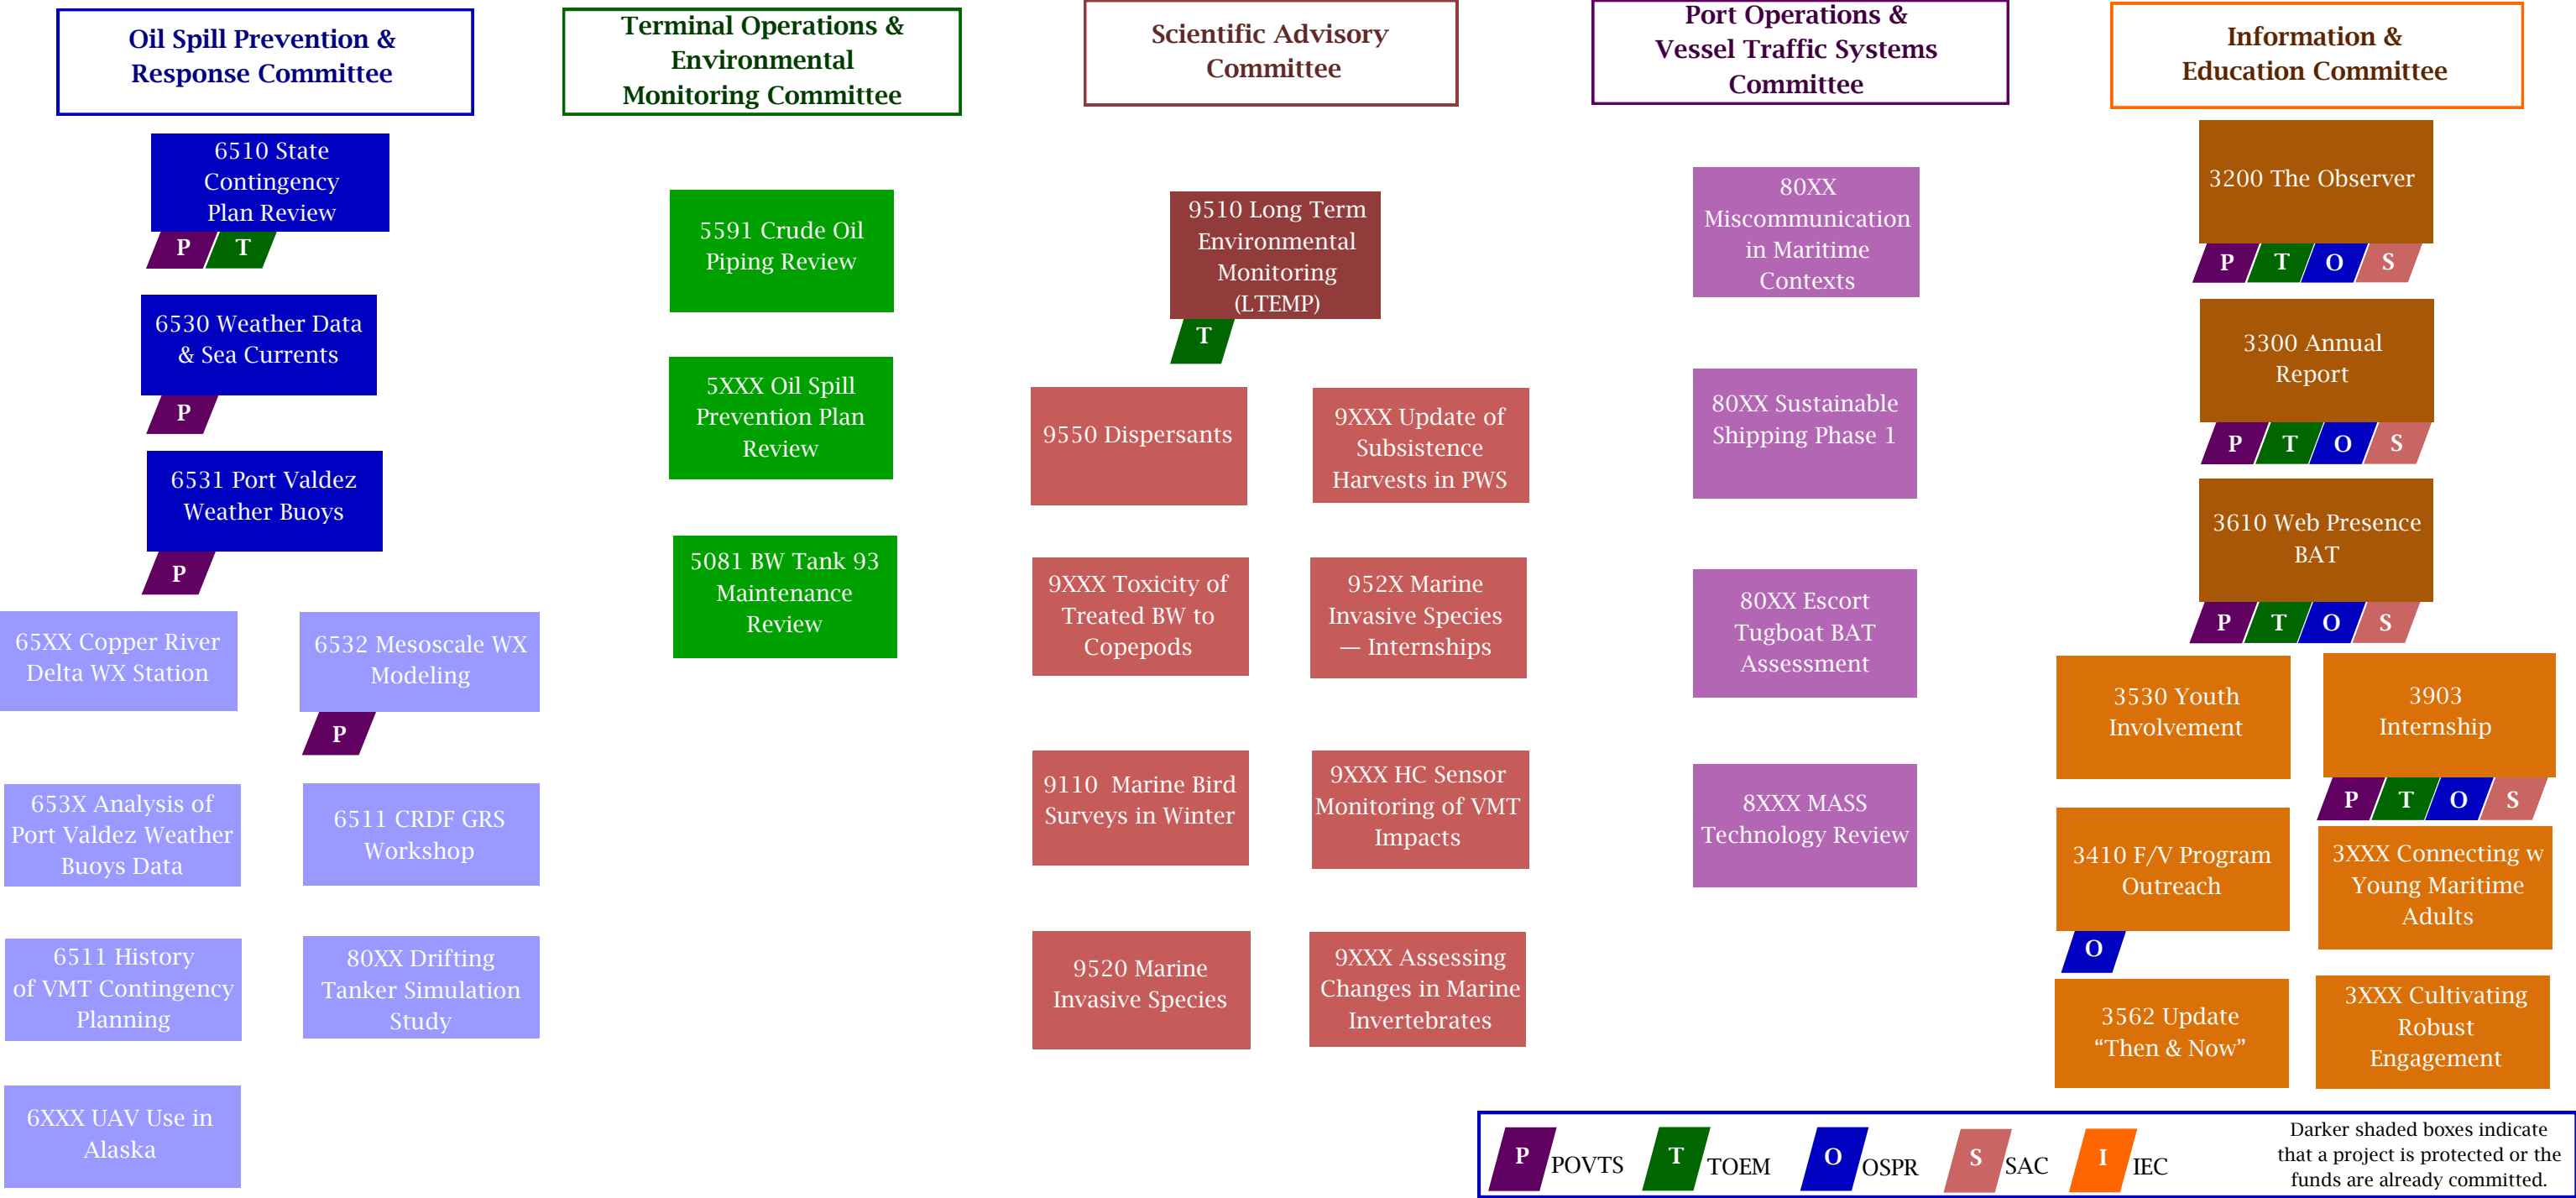 Oil Spill Prevention &
Response Committee
6510 State
Contingency
Plan Review
P
T
6530 Weather Data
& Sea Currents
P
6531 Port Valdez
Weather Buoys
P
65XX Copper River
Delta WX Station
6532 Mesoscale WX
Modeling
P
653X Analysis of
Port Valdez Weather
Buoys Data
6511 CRDF GRS
Workshop
6511 History
of VMT Contingency
Planning
80XX Drifting
Tanker Simulation
Study
6XXX UAV Use in
Alaska
Terminal Operations &
Environmental
Monitoring Committee
5591 Crude Oil
Piping Review
5XXX Oil Spill
Prevention Plan
Review
5081 BW Tank 93
Maintenance
Review
Scientific Advisory
Committee
9510 Long Term
Environmental
Monitoring
(LTEMP)
T
9550 Dispersants
9XXX Update of
Subsistence
Harvests in PWS
9XXX Toxicity of
Treated BW to
Copepods
952X Marine
Invasive Species
— Internships
9110 Marine Bird
Surveys in Winter
9XXX HC Sensor
Monitoring of VMT
Impacts
9520 Marine
Invasive Species
9XXX Assessing
Changes in Marine
Invertebrates
Port Operations &
Vessel Traffic Systems
Committee
80XX
Miscommunication
in Maritime
Contexts
80XX Sustainable
Shipping Phase 1
80XX Escort
Tugboat BAT
Assessment
8XXX MASS
Technology Review
Information &
Education Committee
3200 The Observer
P T O S
3300 Annual
Report
P T O S
3610 Web Presence
BAT
P T O S
3530 Youth
Involvement
3903
Internship
P T O S
3410 F/V Program
Outreach
O
3XXX Connecting w
Young Maritime
Adults
3562 Update
“Then & Now”
3XXX Cultivating
Robust
Engagement
P POVTS T TOEM O OSPR S SAC I IEC
Darker shaded boxes indicate
that a project is protected or the
funds are already committed.